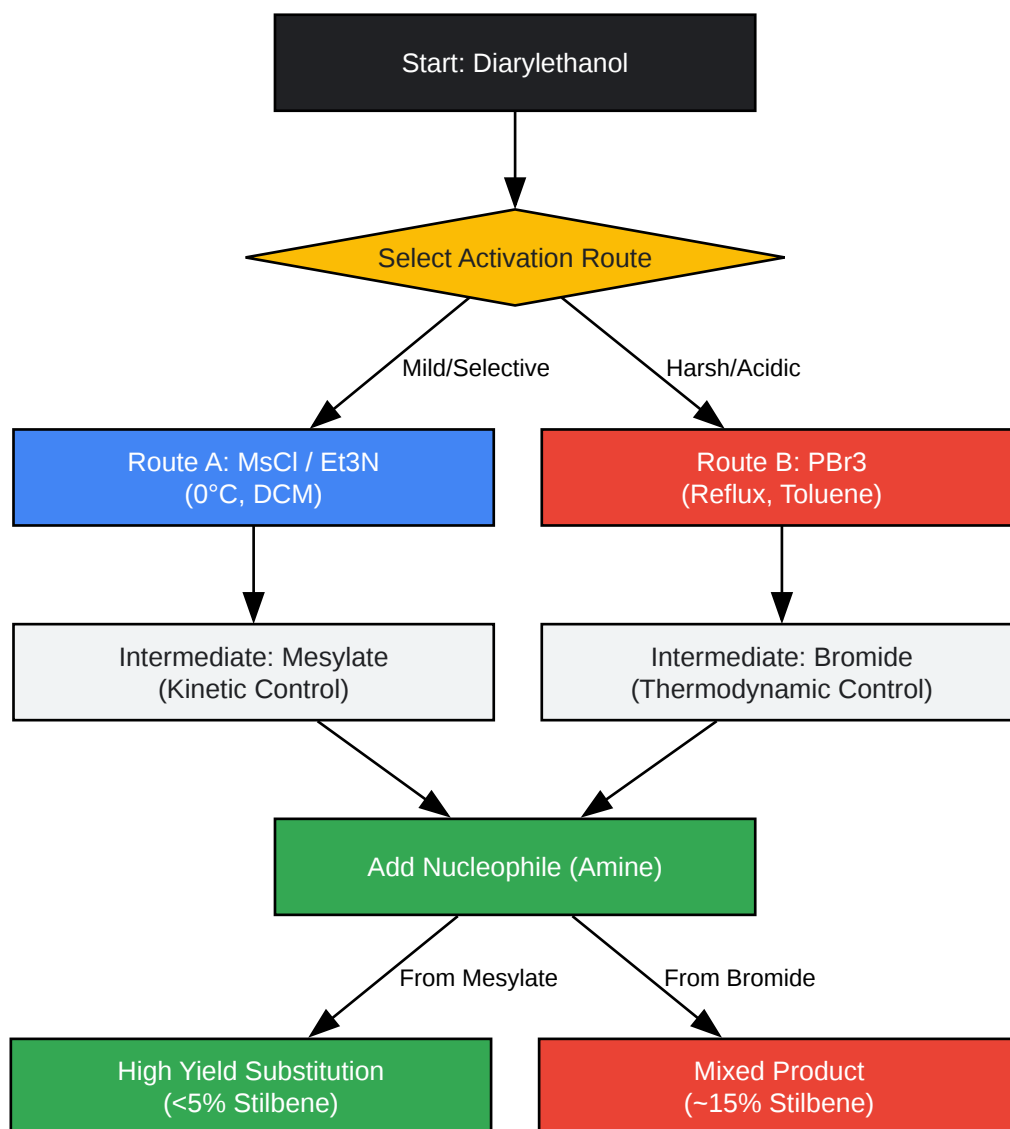 Start: Diarylethanol
Select Activation Route
Mild/Selective
Harsh/Acidic
Route A: MsCl / Et3N
(0°C, DCM)
Route B: PBr3
(Reflux, Toluene)
Intermediate: Mesylate
(Kinetic Control)
Intermediate: Bromide
(Thermodynamic Control)
Add Nucleophile (Amine)
From Mesylate
From Bromide
High Yield Substitution
(<5% Stilbene)
Mixed Product
(~15% Stilbene)